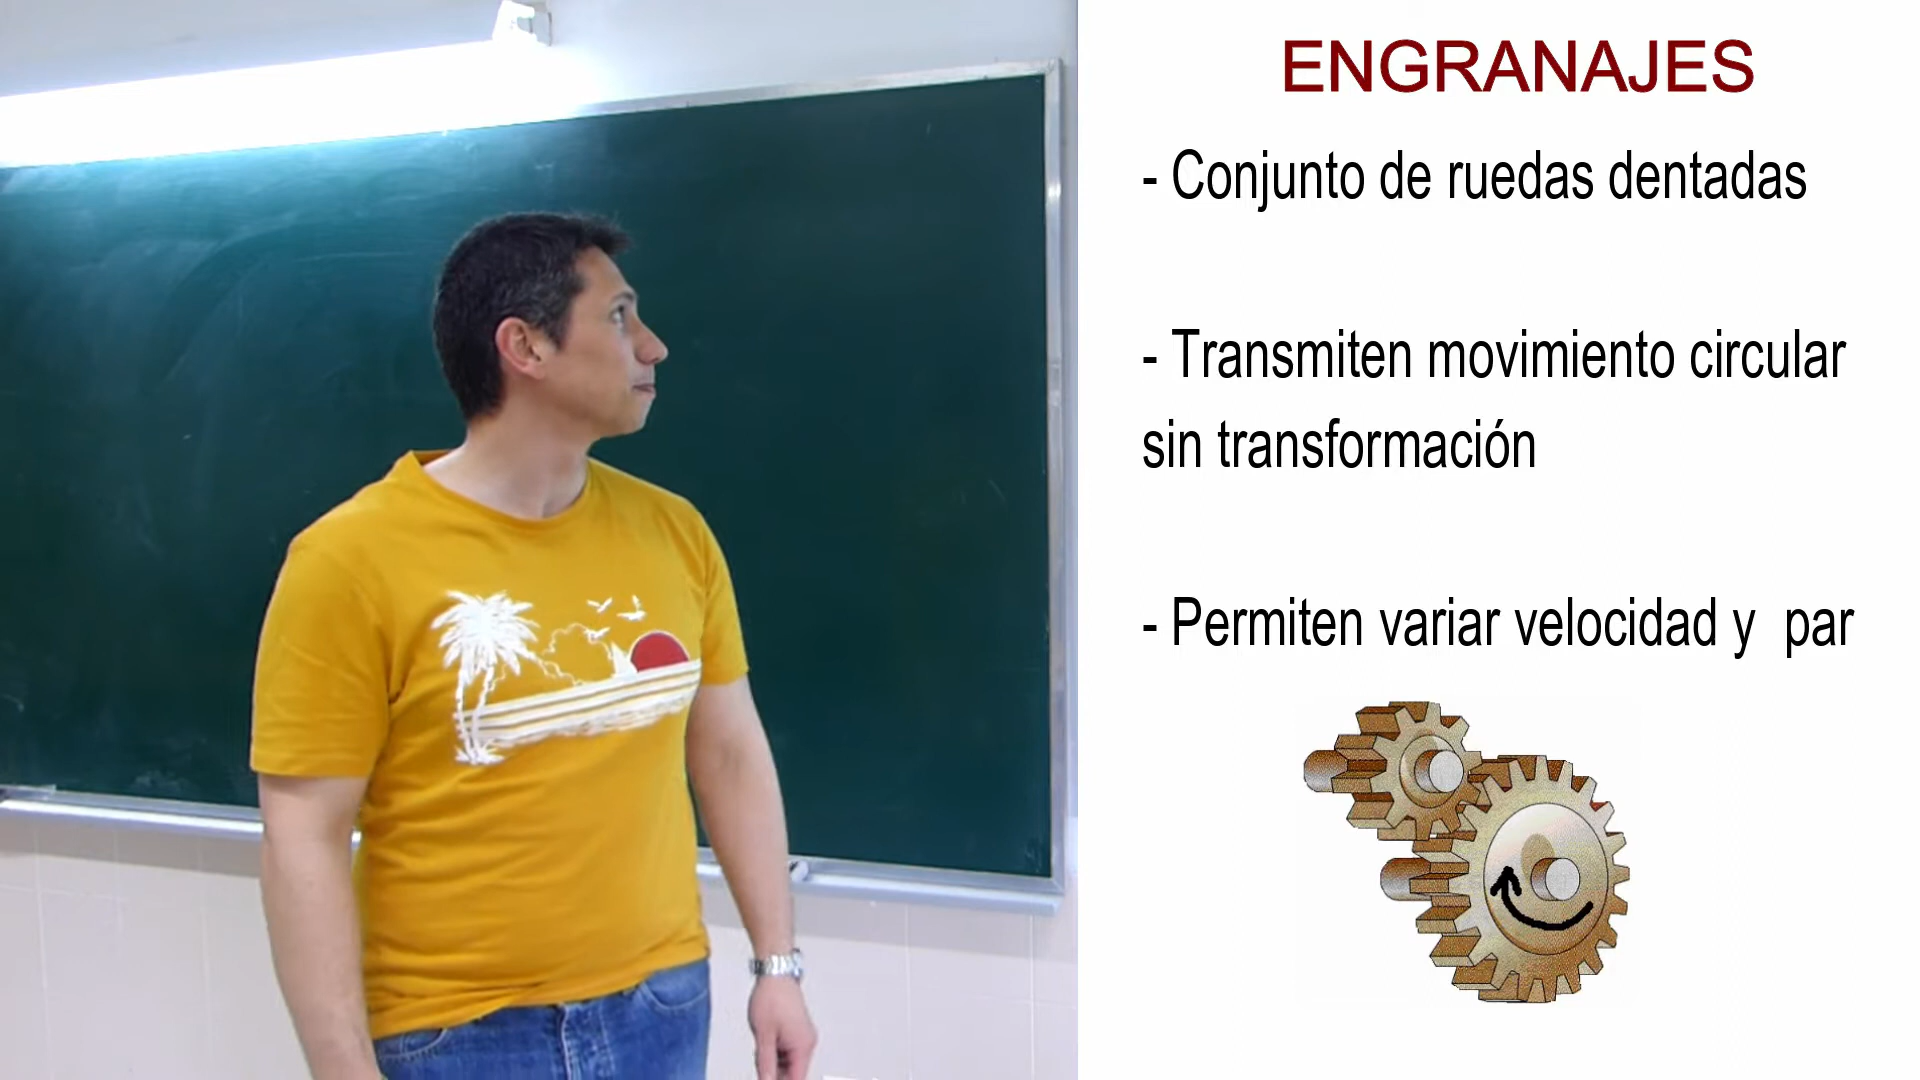 ENGRANAJES
- Conjunto de ruedas dentadas
- Transmiten movimiento circular
sin transformación
- Permiten variar velocidad y  par